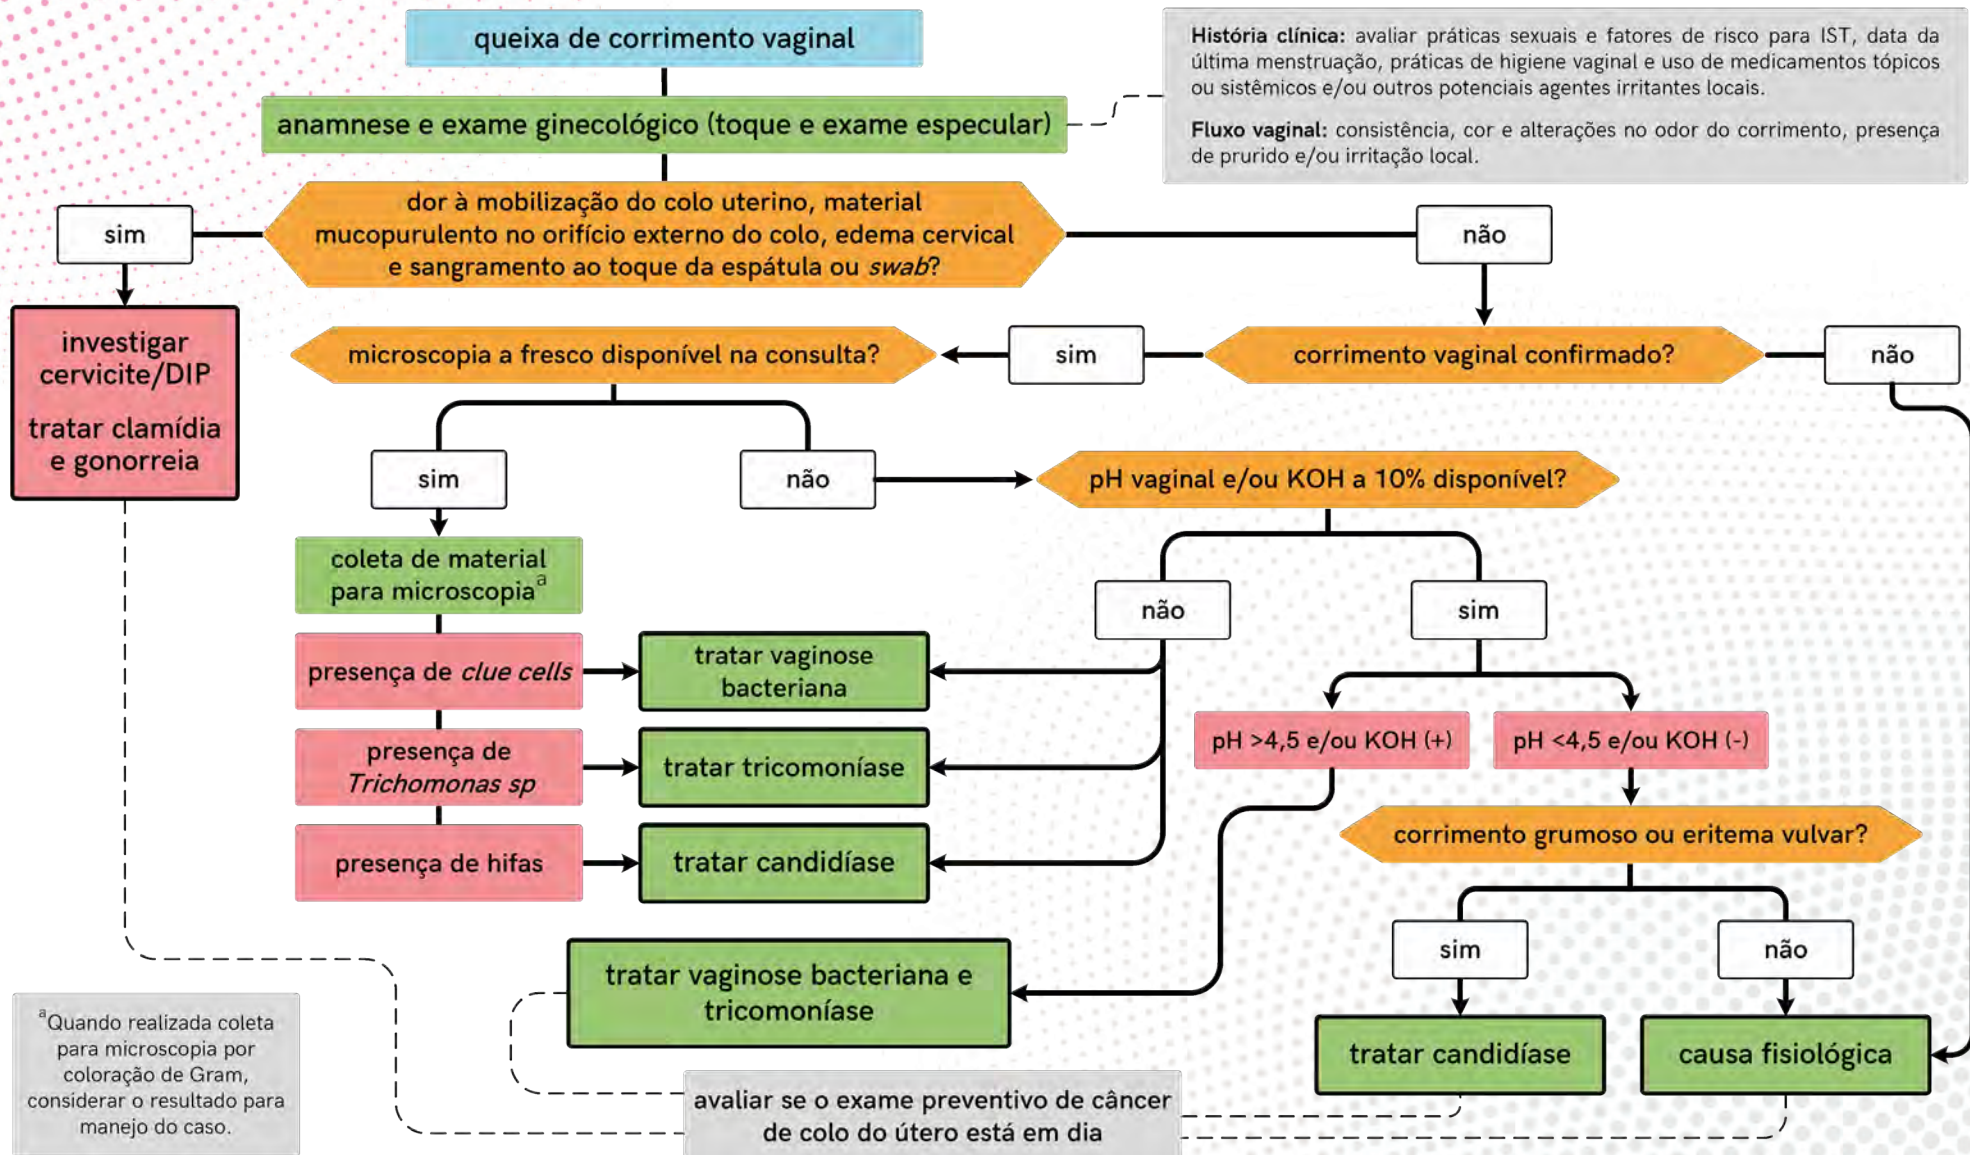 queixa de corrimento vaginal
História clínica: avaliar práticas sexuais e fatores de risco para IST, data da
última menstruação, práticas de higiene vaginal e uso de medicamentos tópicos
ou sistêmicos e/ou outros potenciais agentes irritantes locais.
Fluxo vaginal: consistência, cor e alterações no odor do corrimento, presença
de prurido e/ou irritação local.
anamnese e exame ginecológico (toque e exame especular)
dor à mobilização do colo uterino, material
mucopurulento no orifício externo do colo, edema cervical
e sangramento ao toque da espátula ou swab?
sim
não
investigar
cervicite/DIP
tratar clamídia
e gonorreia
microscopia a fresco disponível na consulta?
sim
corrimento vaginal confirmado?
não
sim
não
pH vaginal e/ou KOH a 10% disponível?
coleta de material
para microscopiaª
não
sim
presença de clue cells
tratar vaginose
bacteriana
presença de
Trichomonas sp
tratar tricomoníase
pH >4,5 e/ou KOH (+)
pH <4,5 e/ou KOH (-)
presença de hifas
tratar candidíase
corrimento grumoso ou eritema vulvar?
sim
não
tratar vaginose bacteriana e
tricomoníase
tratar candidíase
causa fisiológica
ªQuando realizada coleta
para microscopia por
coloração de Gram,
considerar o resultado para
manejo do caso.
avaliar se o exame preventivo de câncer
de colo do útero está em dia